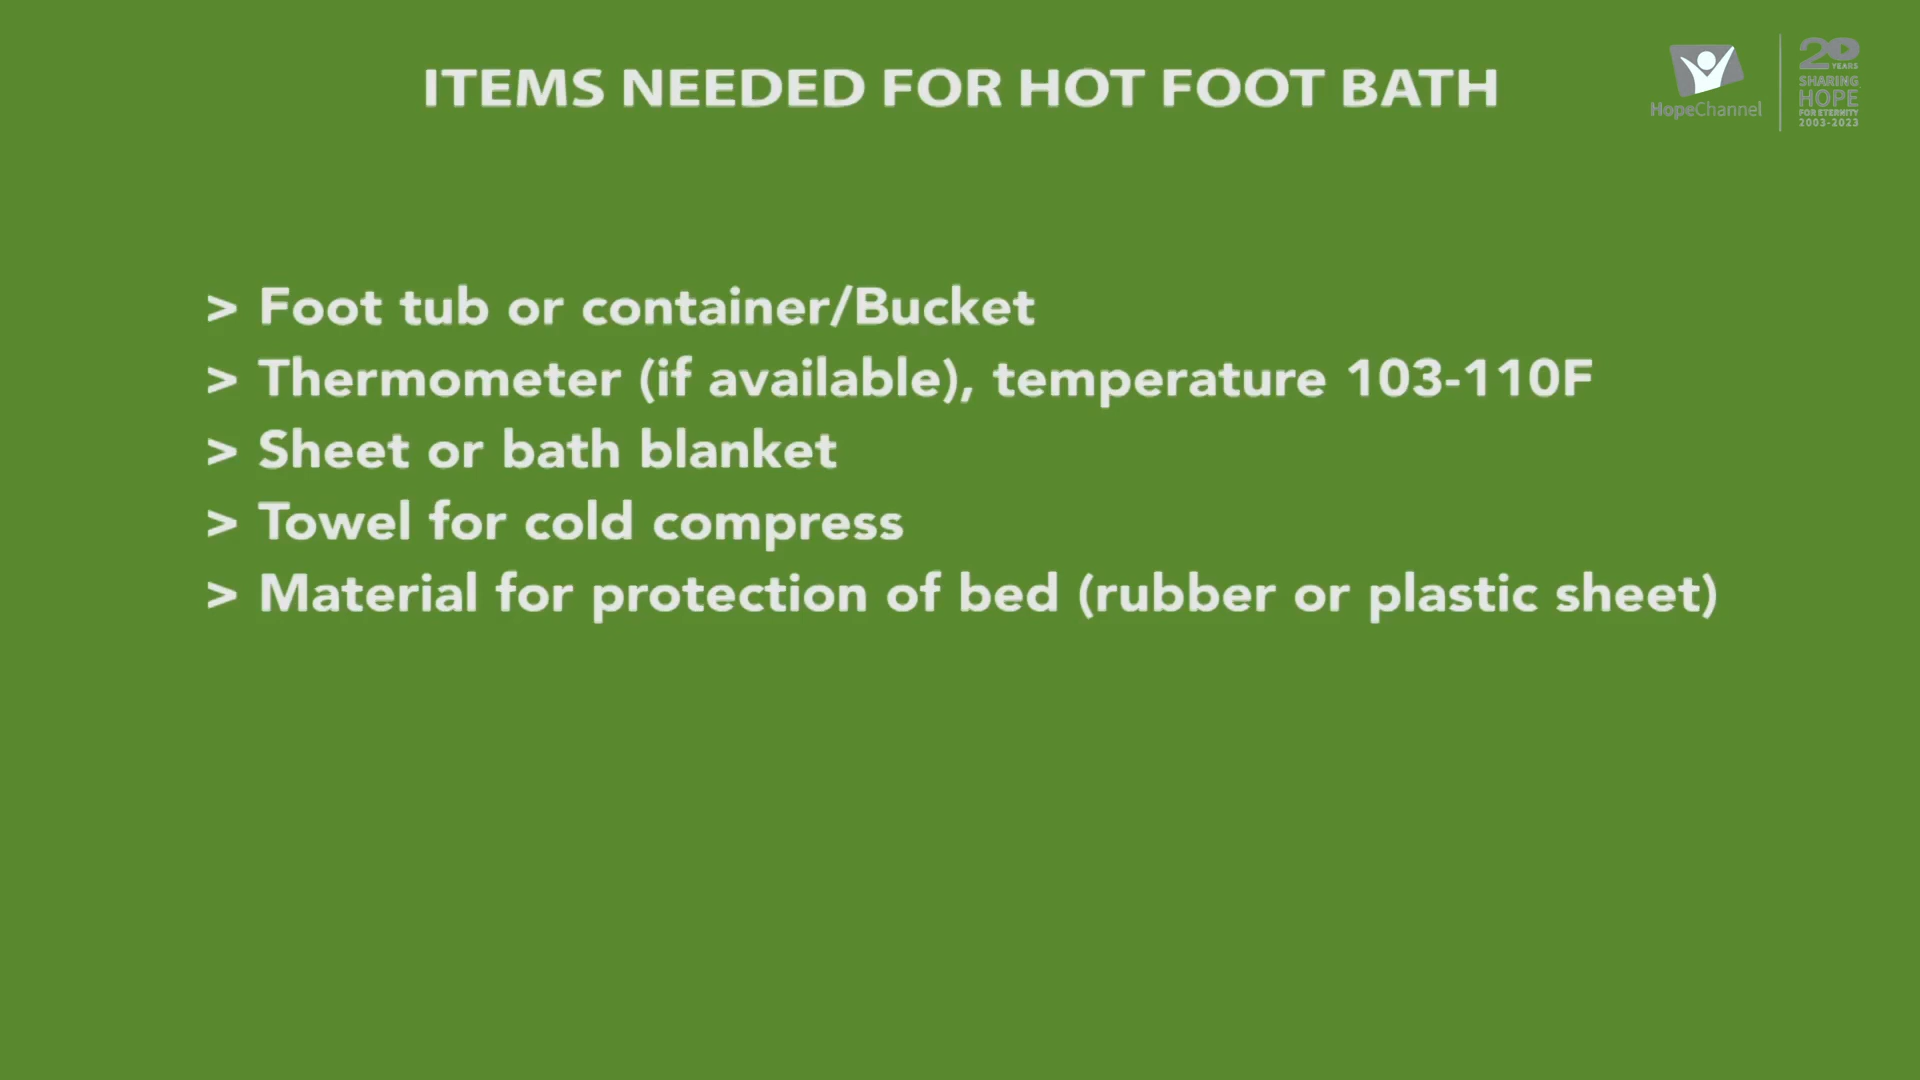 ITEMS NEEDED FOR HOT FOOT BATH
HopeChannel
20
YEARS
SHARING
HOPE
FOR ETERNITY
2003-2023
> Foot tub or container/Bucket
> Thermometer (if available), temperature 103-110F
> Sheet or bath blanket
> Towel for cold compress
> Material for protection of bed (rubber or plastic sheet)